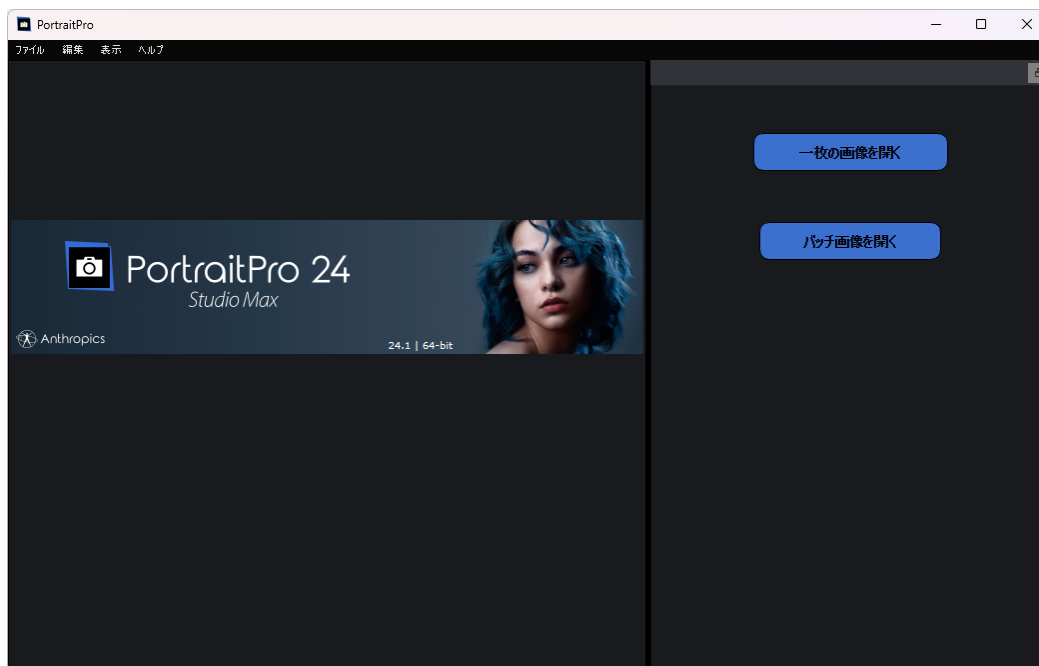 PortraitPro
ファイル 編集 表示 ヘルプ
一枚の画像を開く
バッチ画像を開く
PortraitPro 24
Studio Max
Anthropics
24.1 | 64-bit